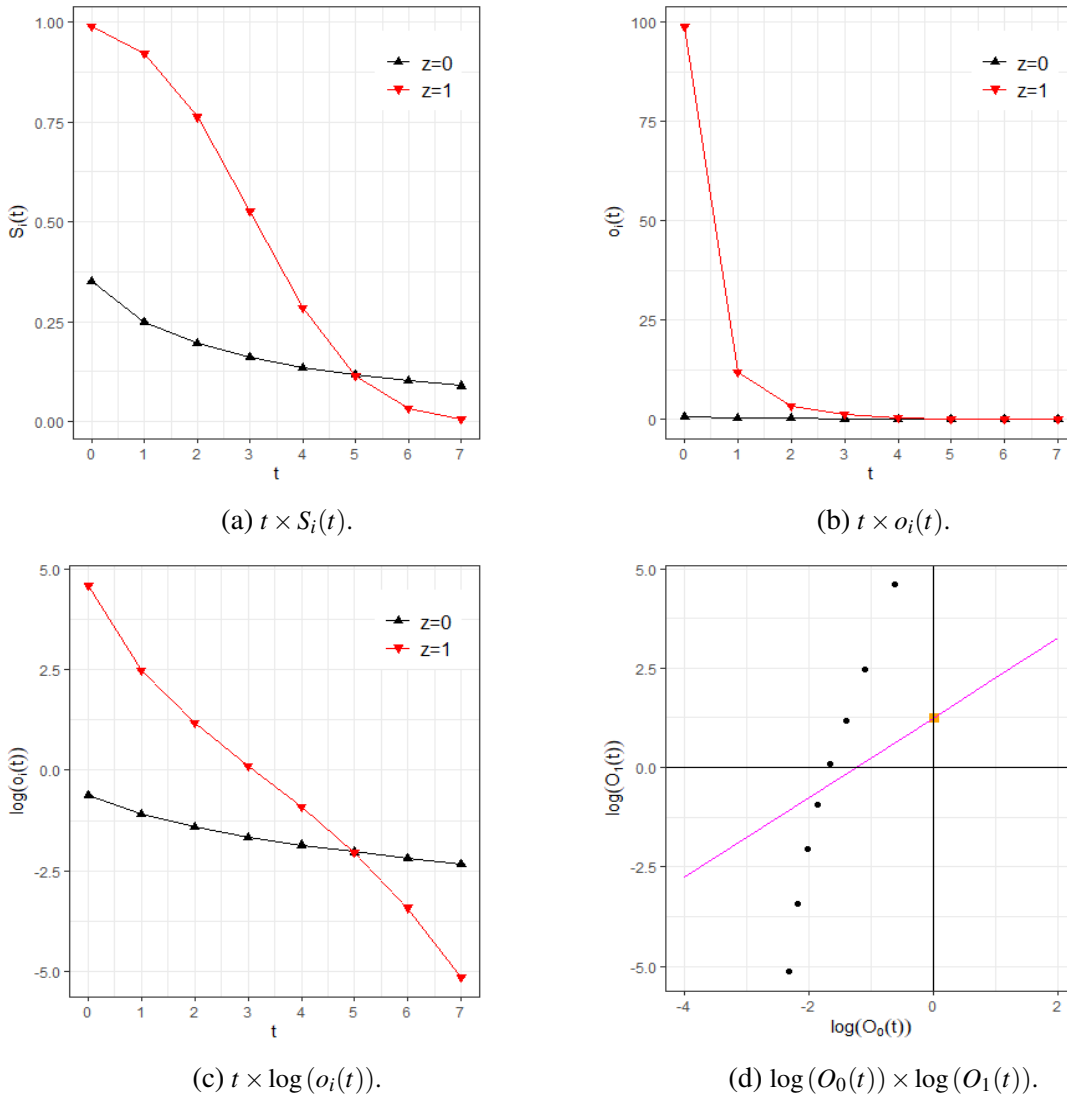 1.00
0.75
0.50
0.25
0.00
S_i(t)
z=0
z=1
0 1 2 3 4 5 6 7
t
(a) t × S_i(t).
100
75
50
25
0
o_i(t)
z=0
z=1
0 1 2 3 4 5 6 7
t
(b) t × o_i(t).
5.0
2.5
0.0
-2.5
-5.0
log(o_i(t))
z=0
z=1
0 1 2 3 4 5 6 7
t
(c) t × log(o_i(t)).
5.0
2.5
0.0
-2.5
-5.0
log(O_1(t))
-4 -2 0 2
log(O_0(t))
(d) log(O_0(t)) × log(O_1(t)).